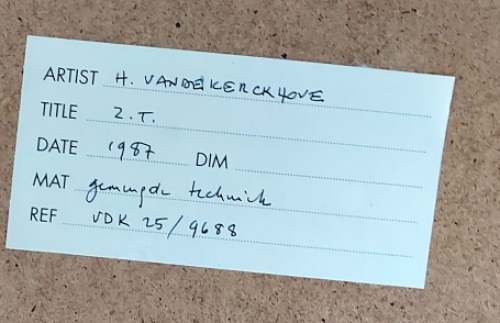 ARTIST H. VANDEKERCKHOVE
TITLE Z.T.
DATE 1987 DIM
MAT gemengde techniek
REF VDK 25/9688